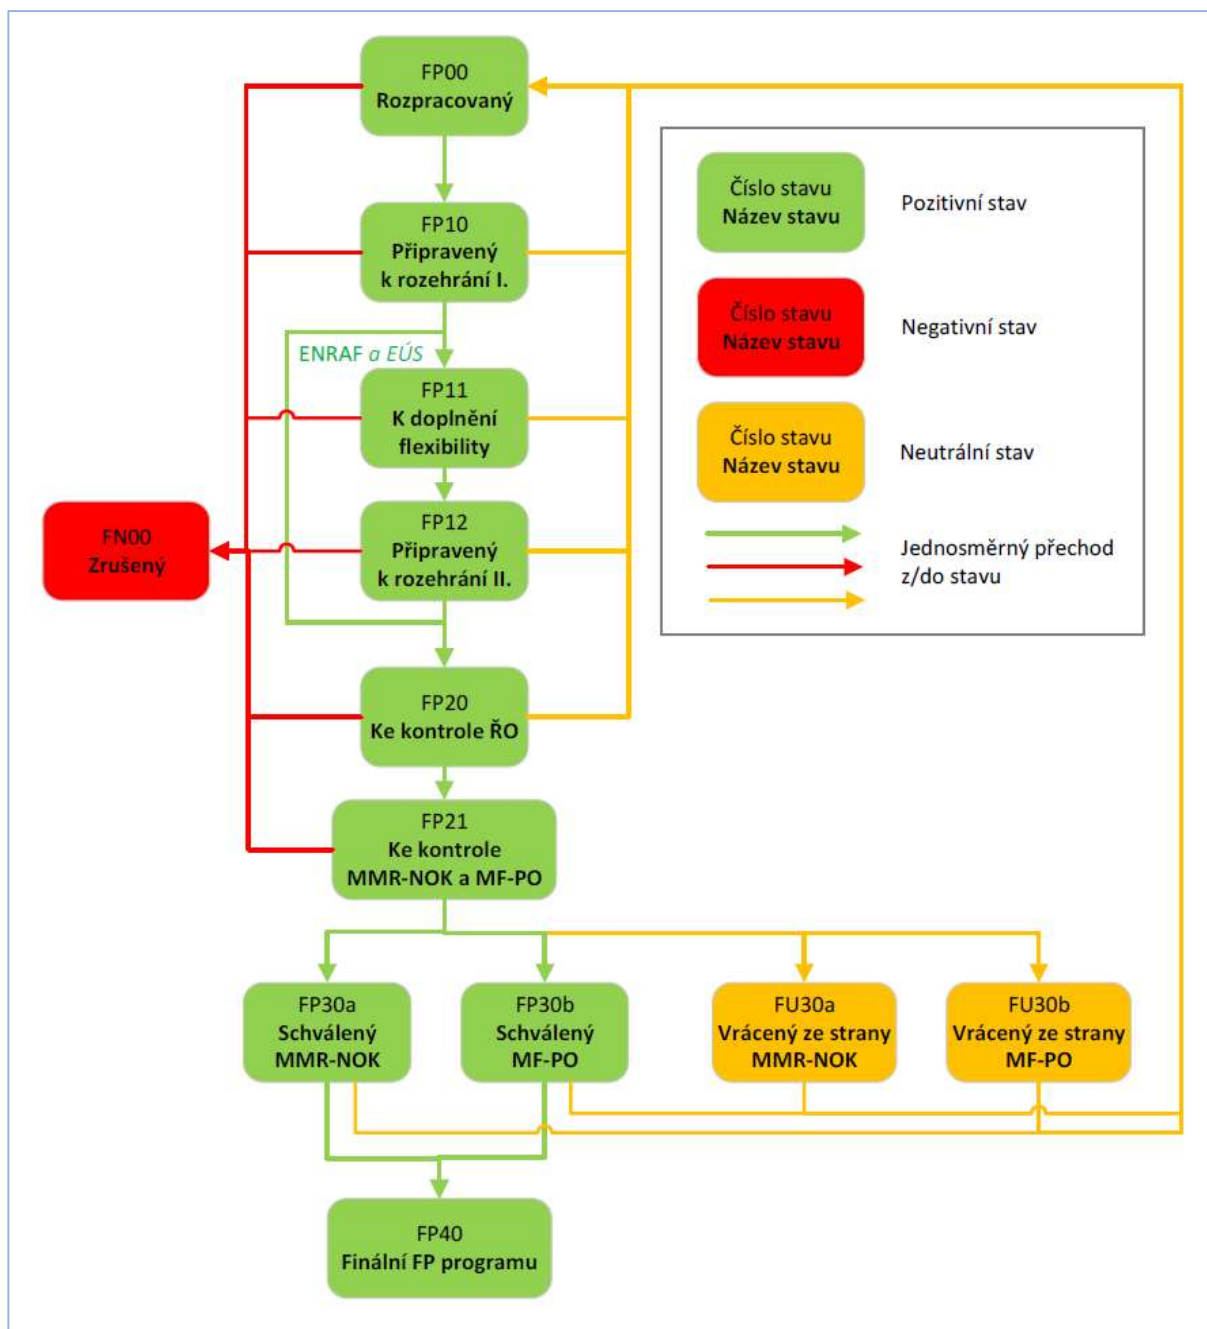 FP00
Rozpracovaný
FP10
Připravený
k rozehrání I.
ENRAF a EÚS
FP11
K doplnění
flexibility
FP12
Připravený
k rozehrání II.
FN00
Zrušený
FP20
Ke kontrole ŘO
FP21
Ke kontrole
MMR-NOK a MF-PO
FP30a
Schválený
MMR-NOK
FP30b
Schválený
MF-PO
FU30a
Vrácený ze strany
MMR-NOK
FU30b
Vrácený ze strany
MF-PO
FP40
Finální FP programu
Číslo stavu
Název stavu
Pozitivní stav
Číslo stavu
Název stavu
Negativní stav
Číslo stavu
Název stavu
Neutrální stav
Jednosměrný přechod
z/do stavu